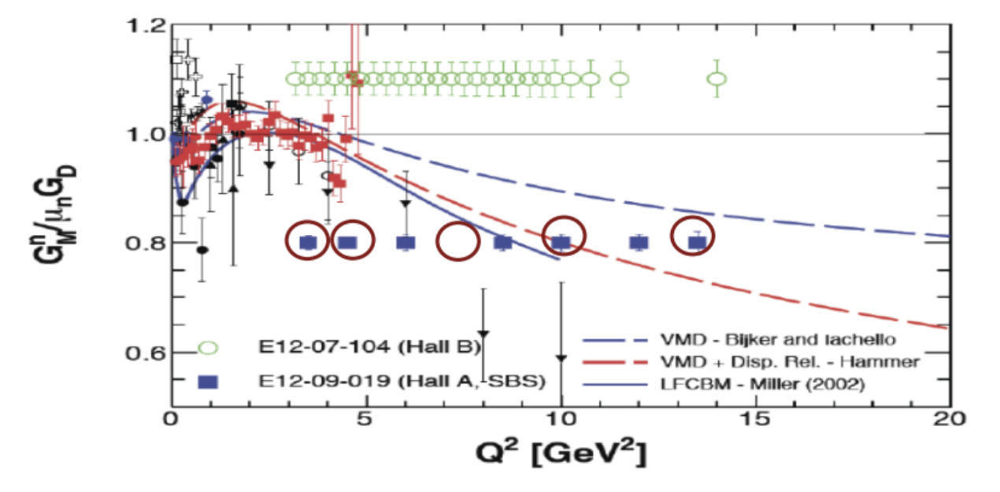 1.2
1.0
0.8
0.6
G_M^n/μ_nG_D
E12-07-104 (Hall B)
E12-09-019 (Hall A, SBS)
VMD - Bijker and Iachello
VMD + Disp. Rel. - Hammer
LFCBM - Miller (2002)
0 5 10 15 20
Q² [GeV²]